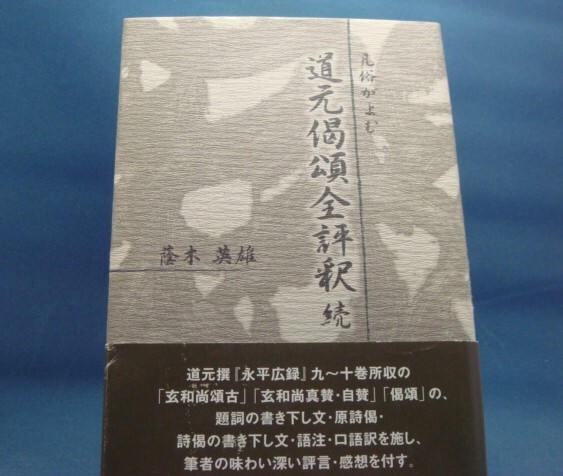 凡俗がよむ
道元偈頌全評釈 続
蔭木 英雄
道元撰『永平広録』九〜十巻所収の
「玄和尚頌古」「玄和尚真賛・自賛」「偈頌」の、
題詞の書き下し文・原詩偈・
詩偈の書き下し文・語注・口語訳を施し、
筆者の味わい深い評言・感想を付す。